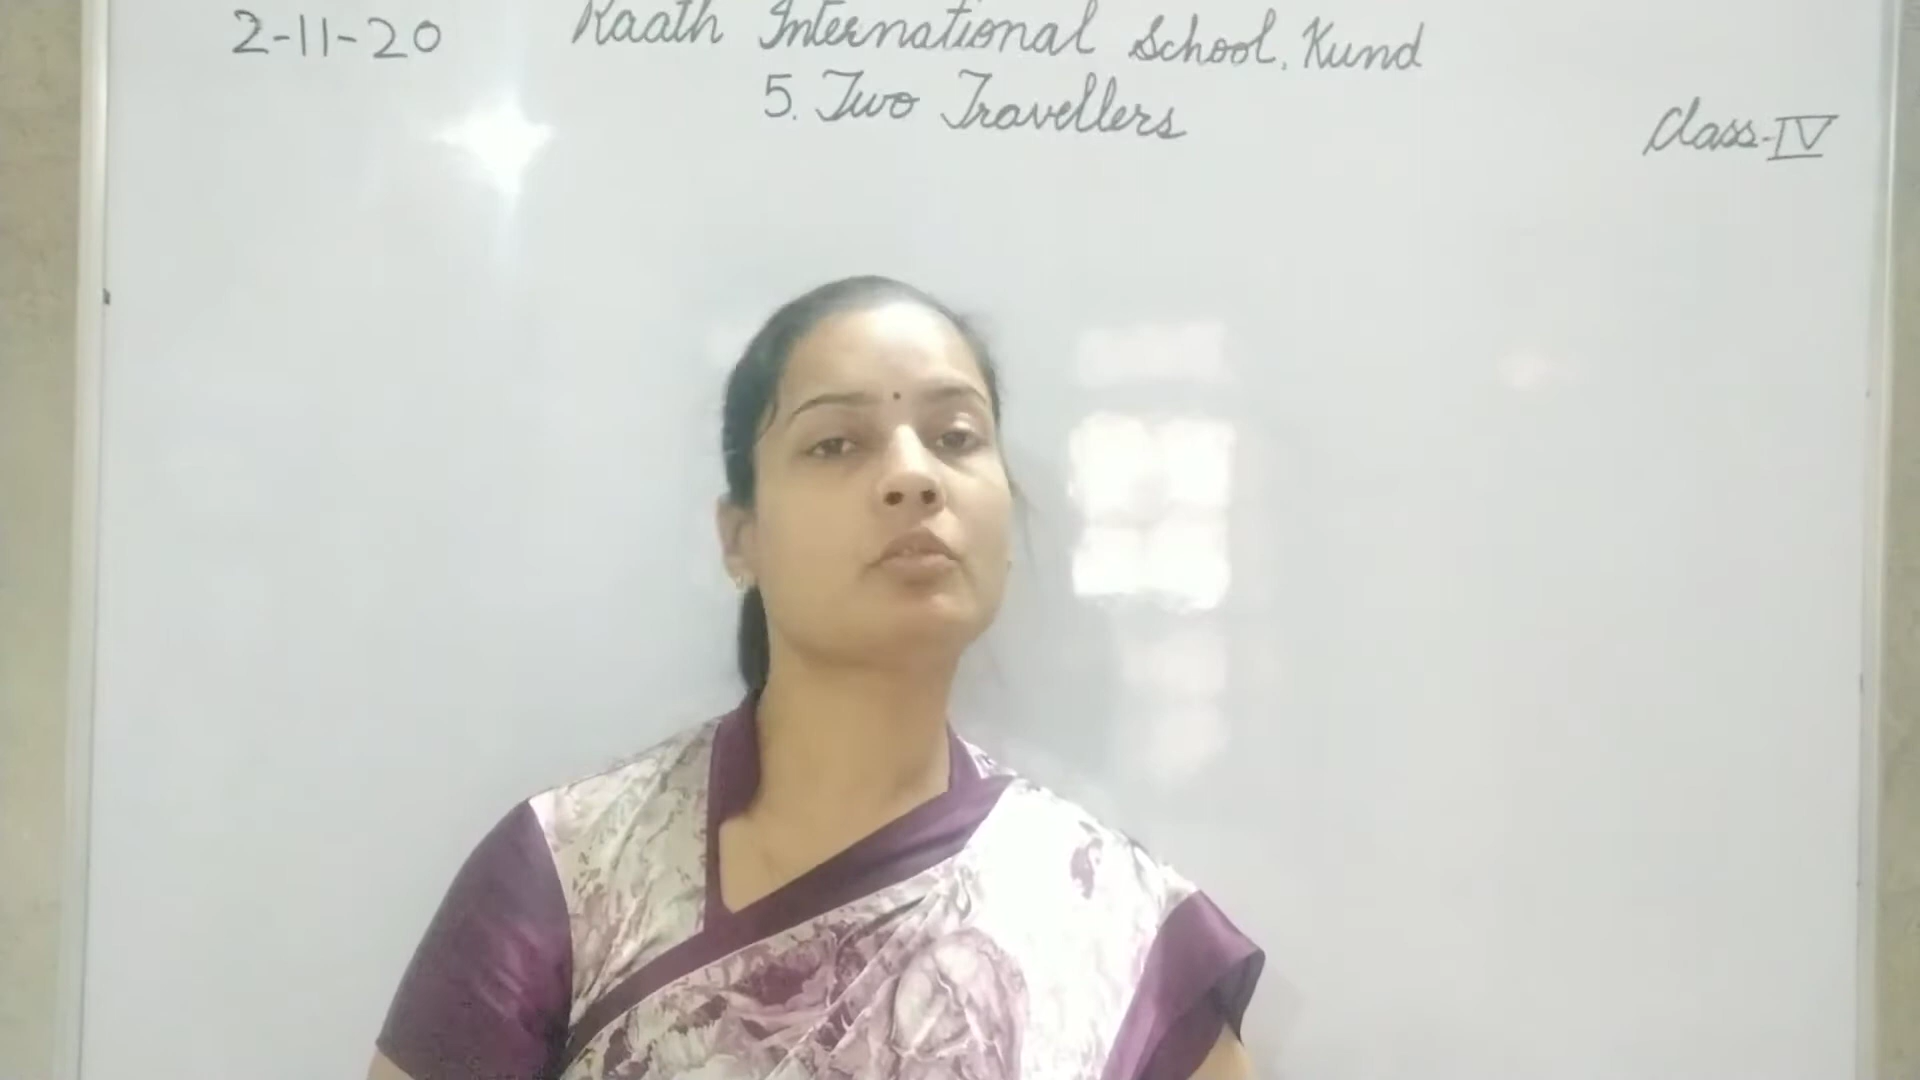 2-11-20 Raath International School, Kund
5. Two Travellers
Class-IV